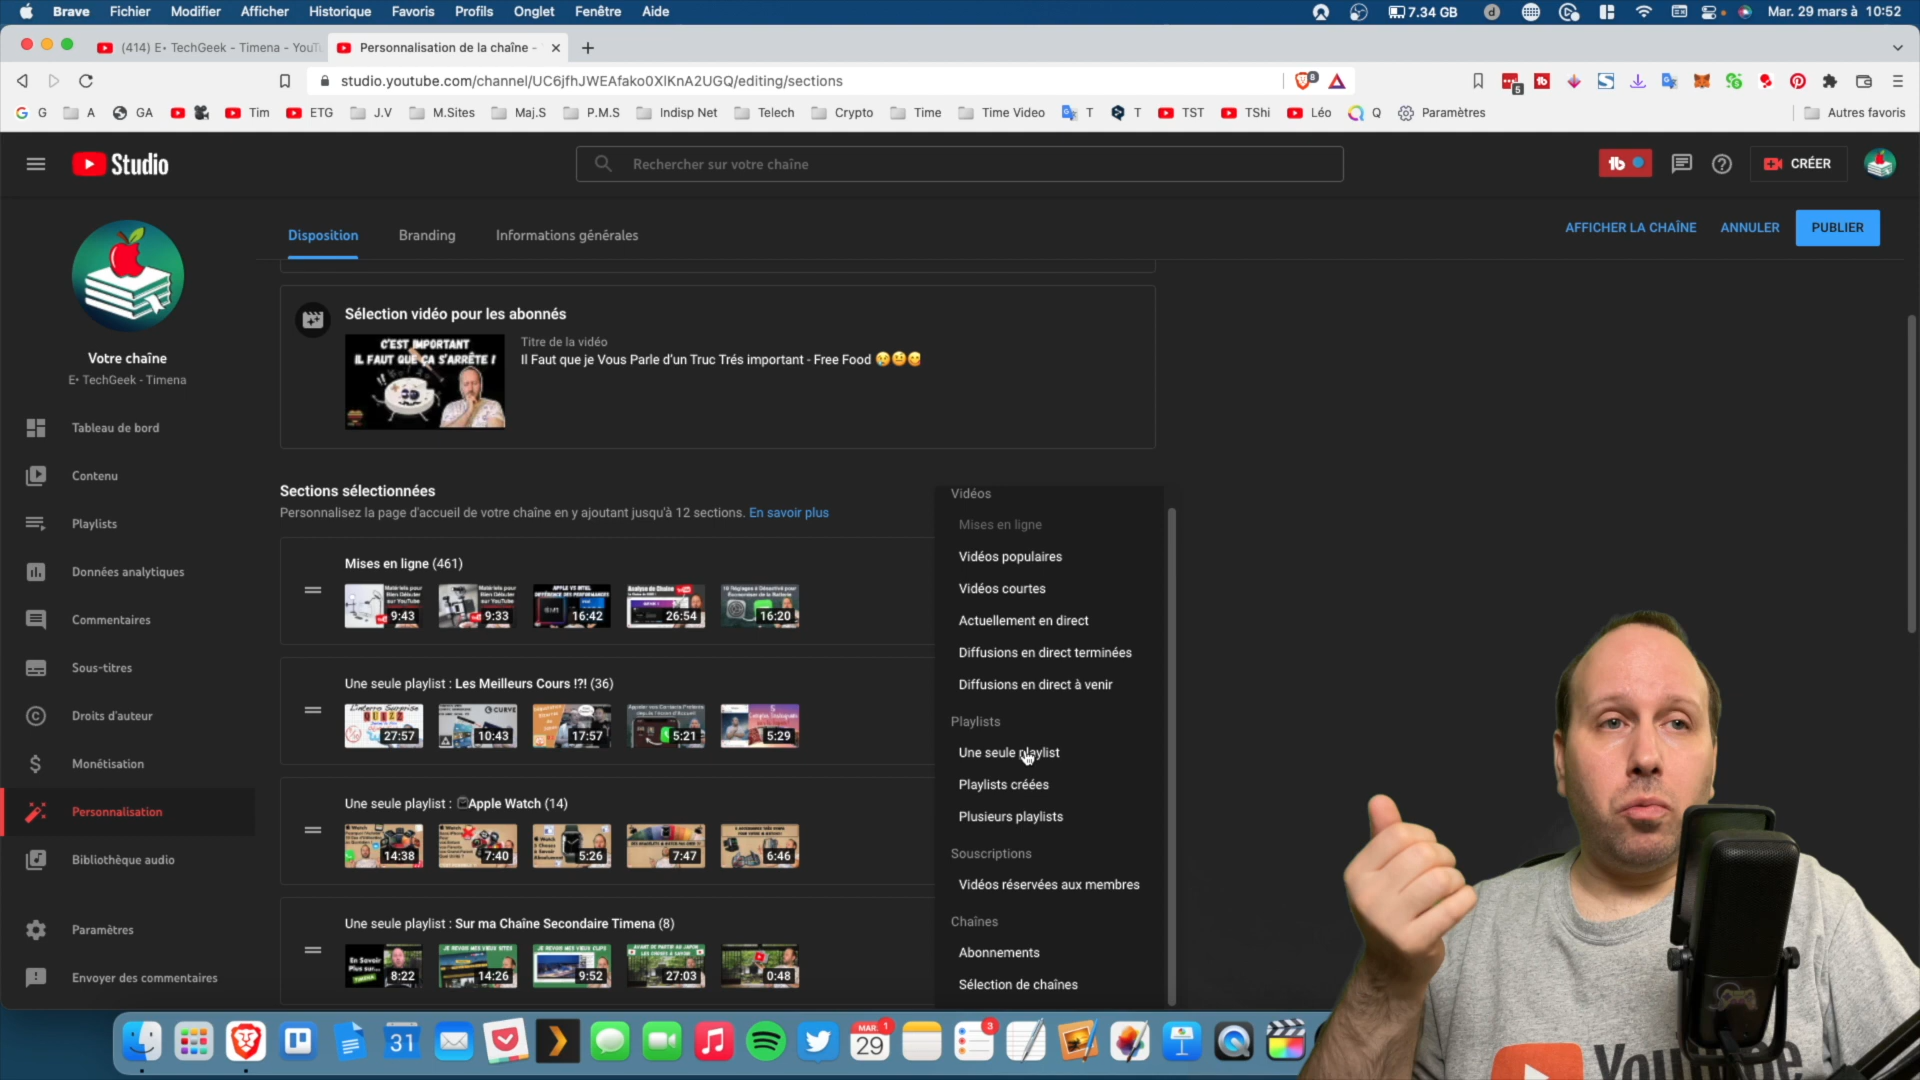 Brave Fichier Modifier Afficher Historique Favoris Profils Onglet Fenêtre Aide 7.34 GB Mar. 29 mars à 10:52
(414) E• TechGeek - Timena - YouT
Personnalisation de la chaîne -
studio.youtube.com/channel/UC6jfhJWEAfako0XlKnA2UGQ/editing/sections
G A GA Tim ETG J.V M.Sites Maj.S P.M.S Indisp Net Telech Crypto Time Time Video T T TST TShi Léo Q Paramètres Autres favoris
Studio
Rechercher sur votre chaîne
CRÉER
Disposition Branding Informations générales
AFFICHER LA CHAÎNE ANNULER PUBLIER
Votre chaîne
E• TechGeek - Timena
Tableau de bord
Contenu
Playlists
Données analytiques
Commentaires
Sous-titres
Droits d'auteur
Monétisation
Personnalisation
Bibliothèque audio
Paramètres
Envoyer des commentaires
Sélection vidéo pour les abonnés
C'EST IMPORTANT
IL FAUT QUE ÇA S'ARRÊTE !
Titre de la vidéo
Il Faut que je Vous Parle d'un Truc Trés important - Free Food
Sections sélectionnées
Personnalisez la page d'accueil de votre chaîne en y ajoutant jusqu'à 12 sections. En savoir plus
Mises en ligne (461)
9:43 9:33 16:42 26:54 16:20
Une seule playlist : Les Meilleurs Cours !?! (36)
27:57 10:43 17:57 5:21 5:29
Une seule playlist : Apple Watch (14)
14:38 7:40 5:26 7:47 6:46
Une seule playlist : Sur ma Chaîne Secondaire Timena (8)
8:22 14:26 9:52 27:03 0:48
Vidéos
Mises en ligne
Vidéos populaires
Vidéos courtes
Actuellement en direct
Diffusions en direct terminées
Diffusions en direct à venir
Playlists
Une seule playlist
Playlists créées
Plusieurs playlists
Souscriptions
Vidéos réservées aux membres
Chaînes
Abonnements
Sélection de chaînes
31
MAR. 1
29
3
YouTube